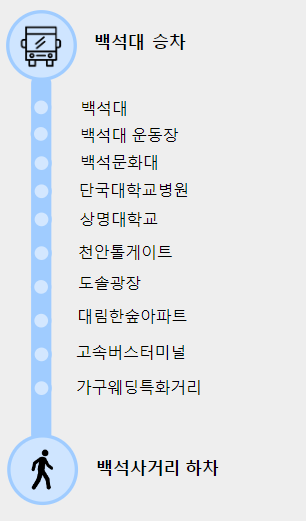 백석대 승차
백석대
백석대 운동장
백석문화대
단국대학교병원
상명대학교
천안톨게이트
도솔광장
대림한숲아파트
고속버스터미널
가구웨딩특화거리
백석사거리 하차